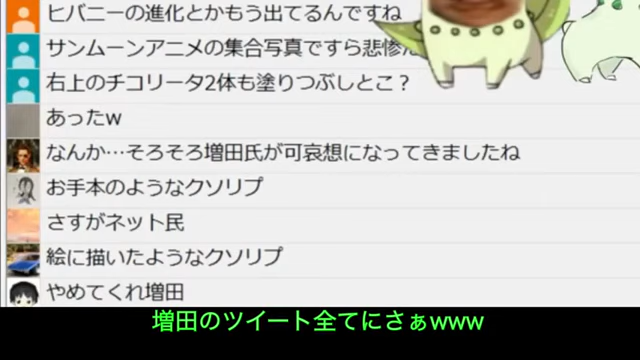 ヒバニーの進化とかもう出てるんですね
サンムーンアニメの集合写真ですら悲惨だ
右上のチコリータ2体も塗りつぶしとこ？
あったw
なんか…そろそろ増田氏が可哀想になってきましたね
お手本のようなクソリプ
さすがネット民
絵に描いたようなクソリプ
やめてくれ増田
増田のツイート全てにさぁwww